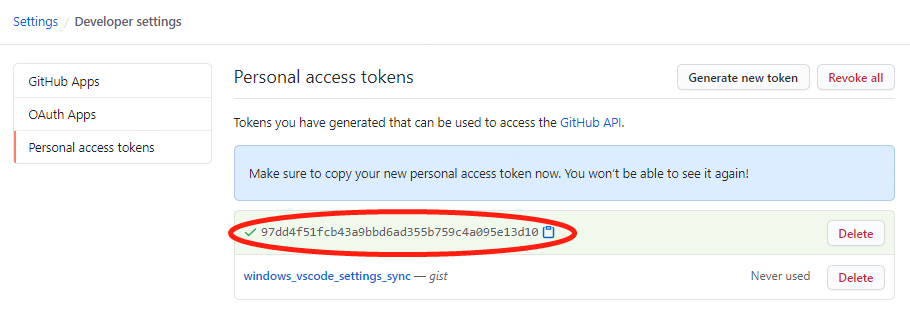 Settings / Developer settings
GitHub Apps
OAuth Apps
Personal access tokens
Personal access tokens
Generate new token
Revoke all
Tokens you have generated that can be used to access the GitHub API.
Make sure to copy your new personal access token now. You won't be able to see it again!
97dd4f51fcb43a9bbd6ad355b759c4a095e13d10
Delete
windows_vscode_settings_sync — gist
Never used
Delete